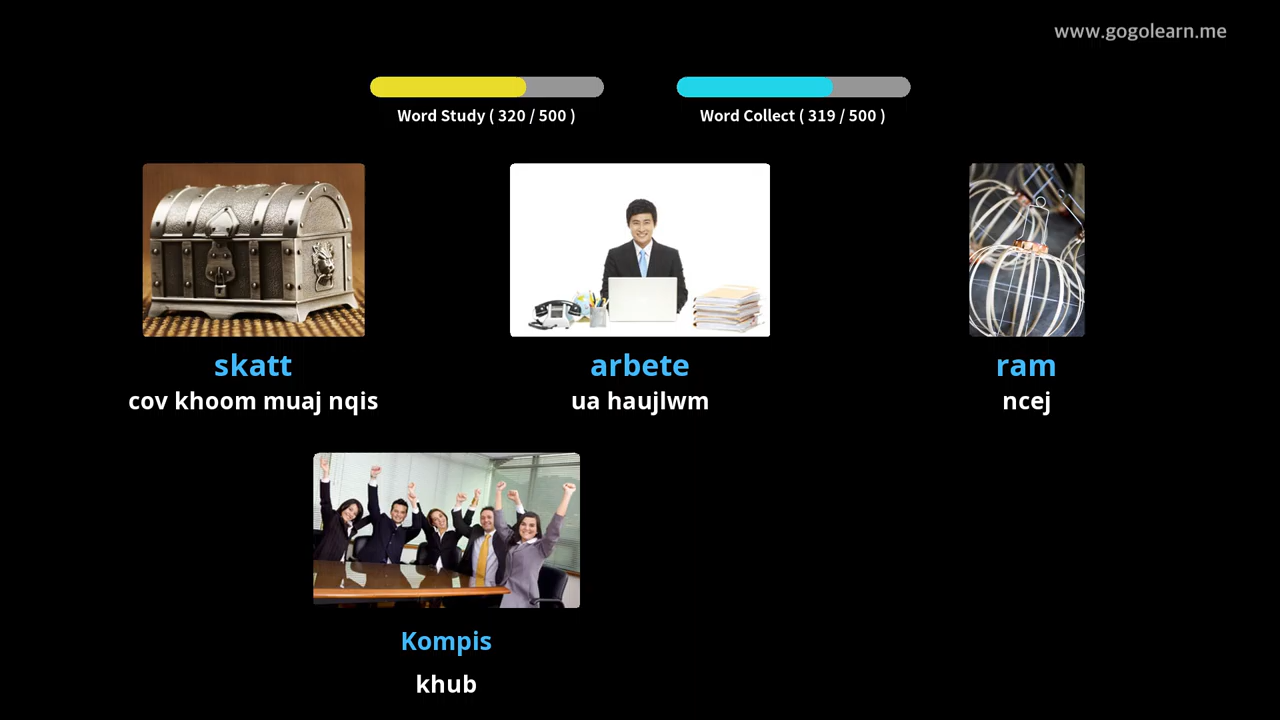 www.gogolearn.me
Word Study ( 320 / 500 )
Word Collect ( 319 / 500 )
skatt
cov khoom muaj nqis
arbete
ua haujlwm
ram
ncej
Kompis
khub